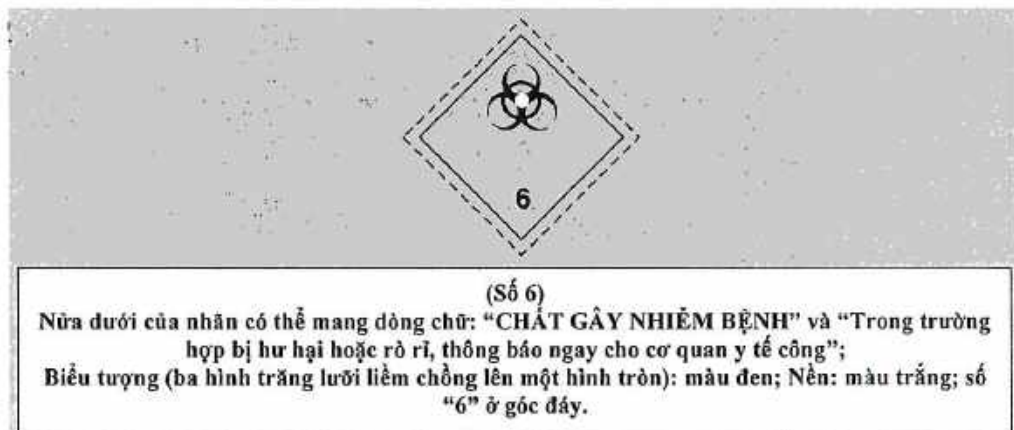 6
(Số 6)
Nửa dưới của nhãn có thể mang dòng chữ: “CHẤT GÂY NHIỄM BỆNH” và “Trong trường
hợp bị hư hại hoặc rò rỉ, thông báo ngay cho cơ quan y tế công”;
Biểu tượng (ba hình trăng lưỡi liềm chồng lên một hình tròn): màu đen; Nền: màu trắng; số
“6” ở góc đáy.